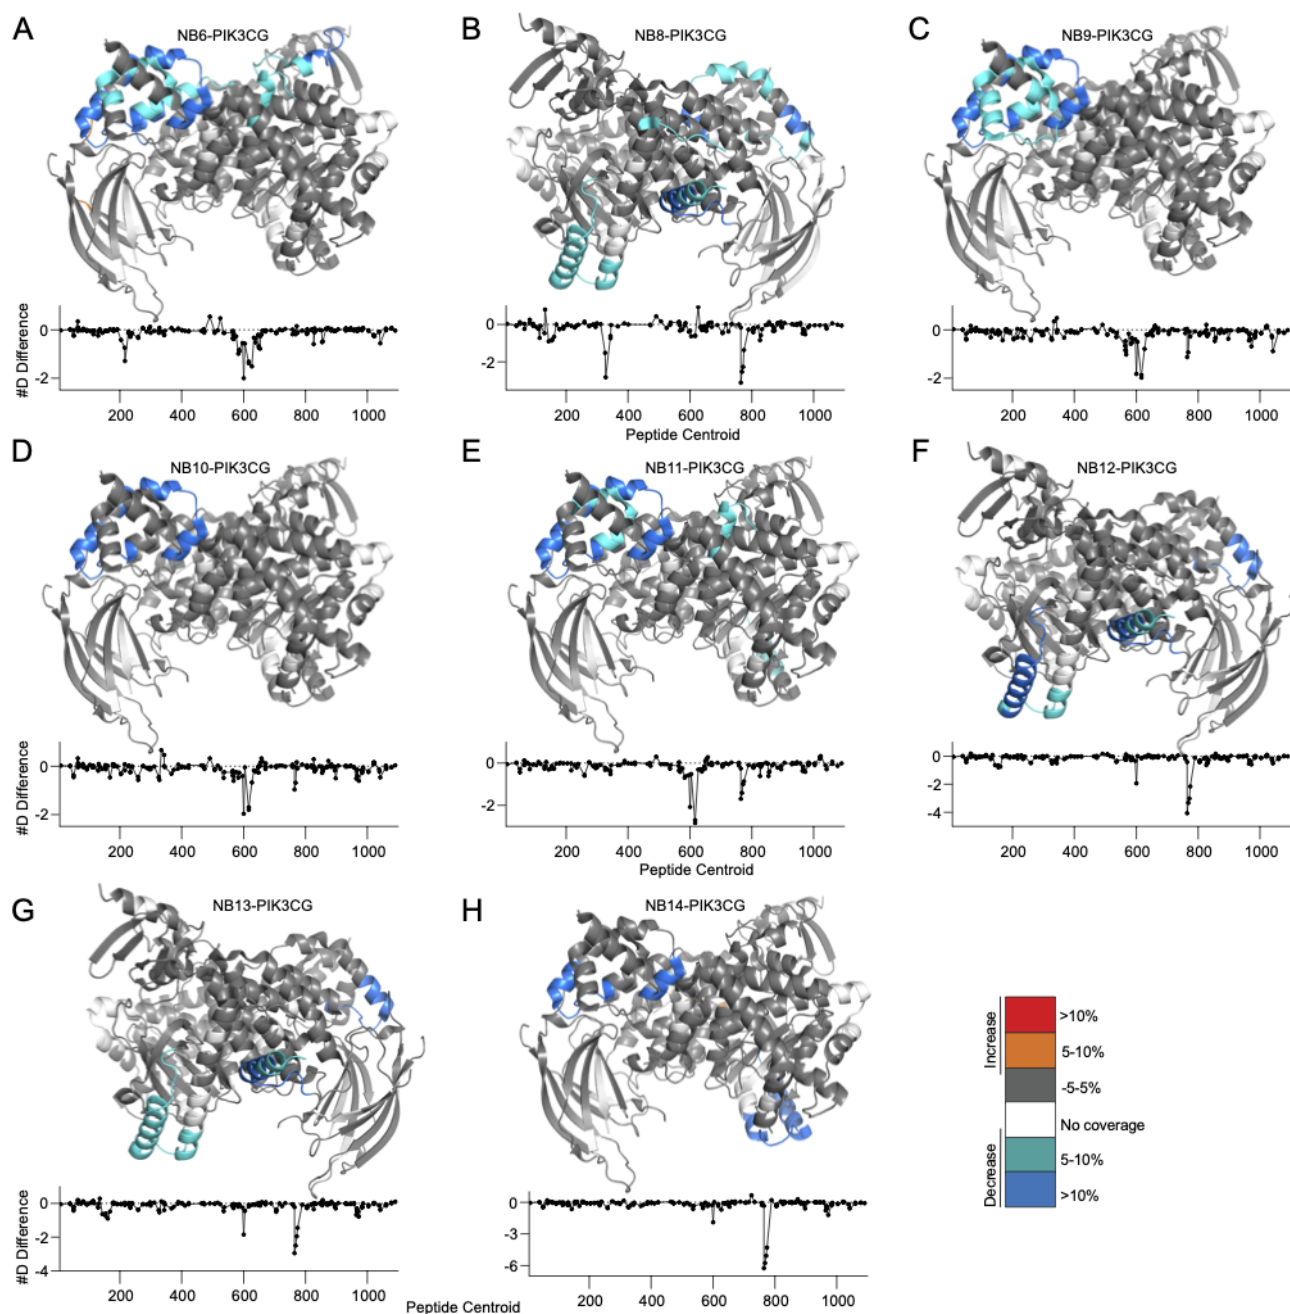 A
NB6-PIK3CG
B
NB8-PIK3CG
C
NB9-PIK3CG
#D Difference
0
-2
200 400 600 800 1000
0
-2
200 400 600 800 1000
Peptide Centroid
0
-2
200 400 600 800 1000
D
NB10-PIK3CG
E
NB11-PIK3CG
F
NB12-PIK3CG
#D Difference
0
-2
200 400 600 800 1000
0
-2
200 400 600 800 1000
Peptide Centroid
0
-2
-4
200 400 600 800 1000
G
NB13-PIK3CG
H
NB14-PIK3CG
#D Difference
0
-2
-4
200 400 600 800 1000
0
-3
-6
200 400 600 800 1000
Peptide Centroid
Increase
>10%
5-10%
-5-5%
No coverage
Decrease
5-10%
>10%